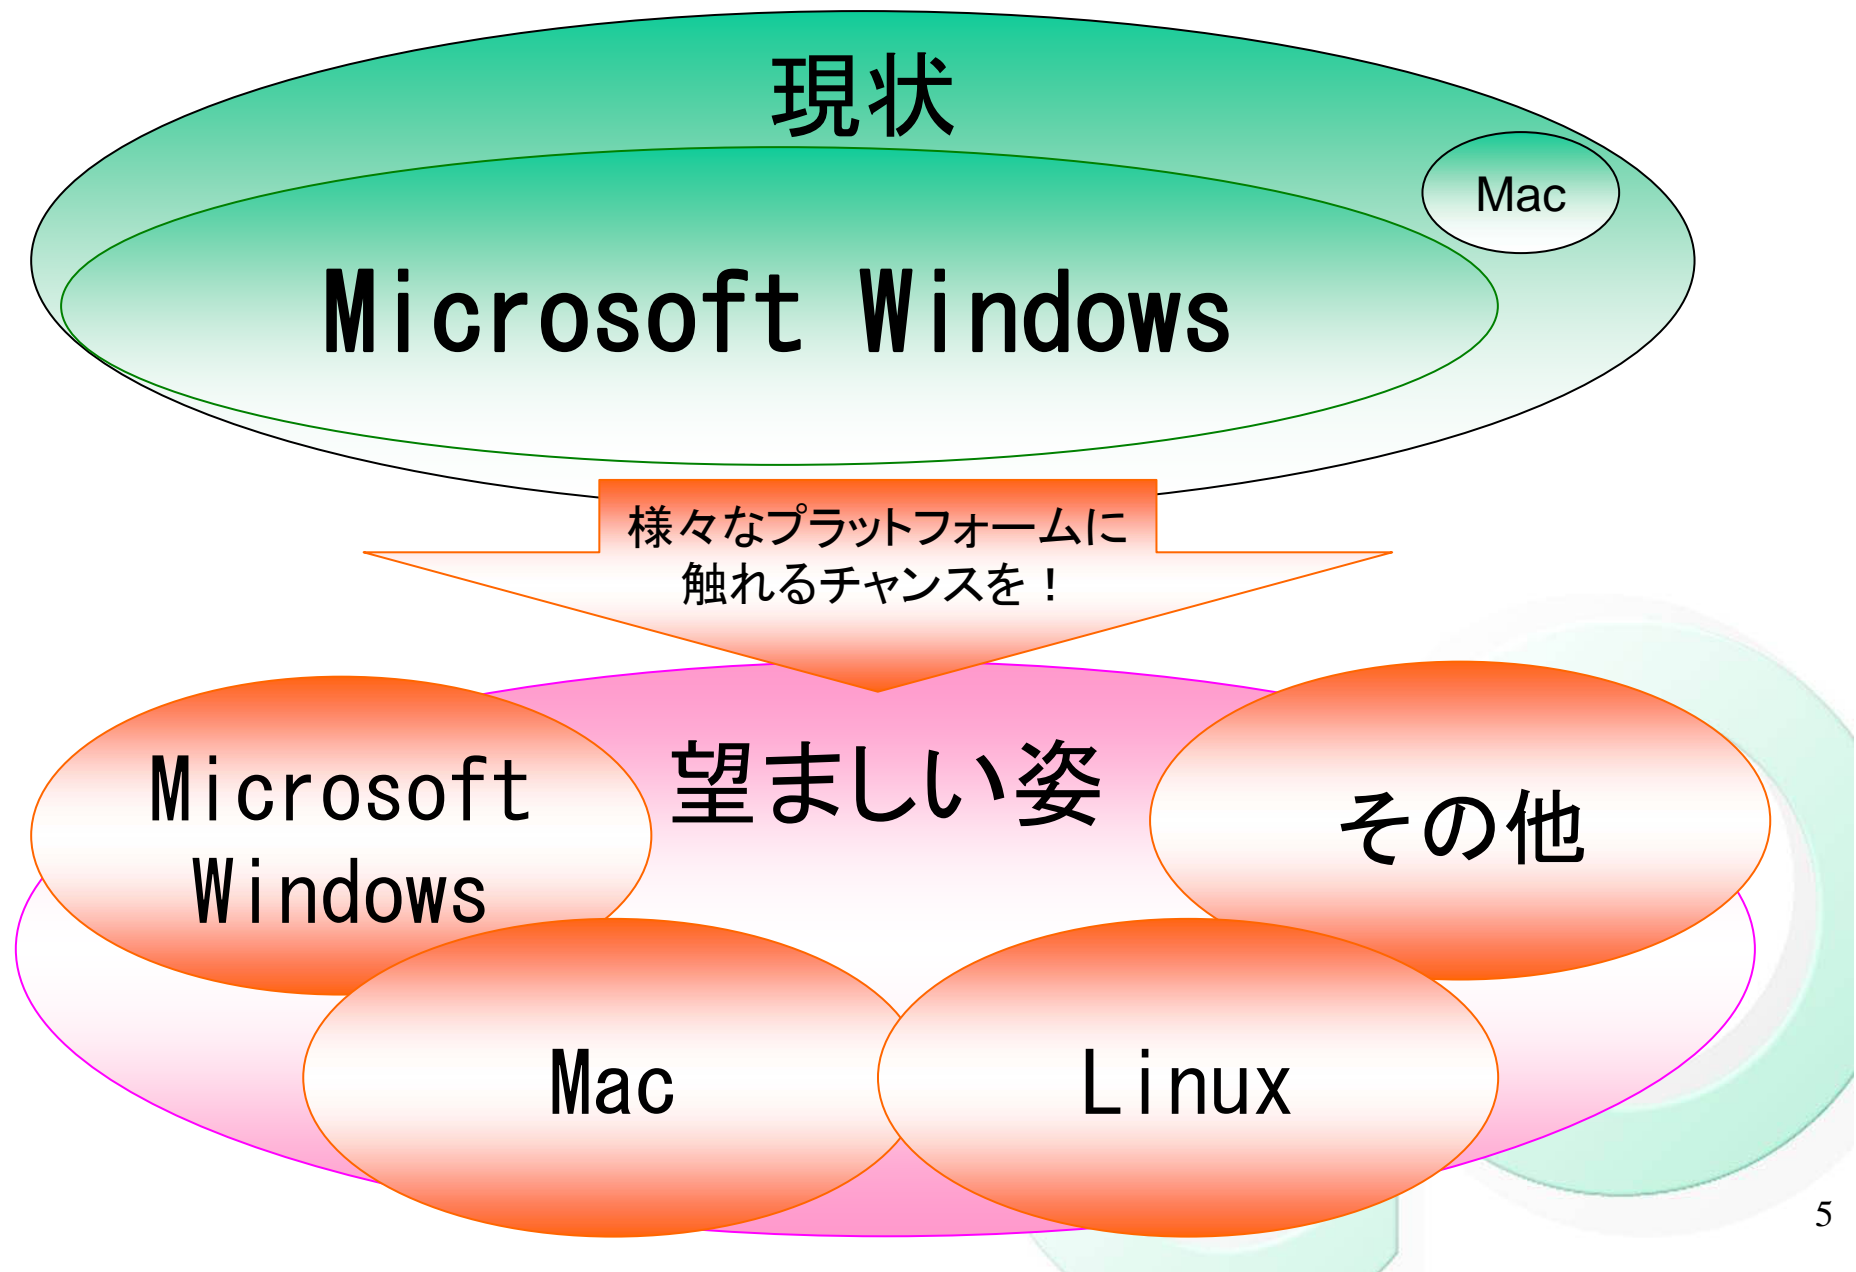 現状
Mac
Microsoft Windows
様々なプラットフォームに
触れるチャンスを！
望ましい姿
Microsoft
Windows
その他
Mac
Linux
5